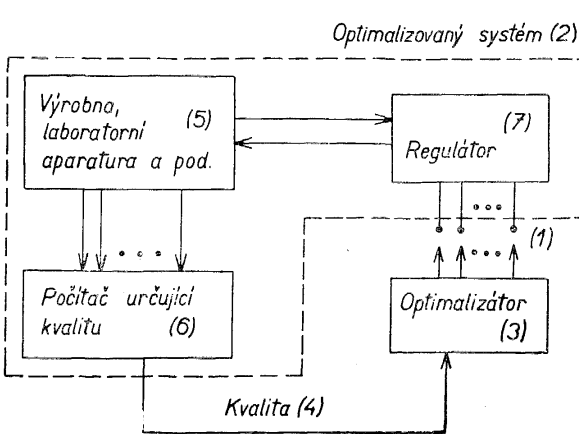 Optimalizovaný systém (2)
Výrobna, (5)
laboratorní
aparatura a pod.
(7)
Regulátor
(1)
Počítač určující
kvalitu (6)
Optimalizátor
(3)
Kvalita (4)